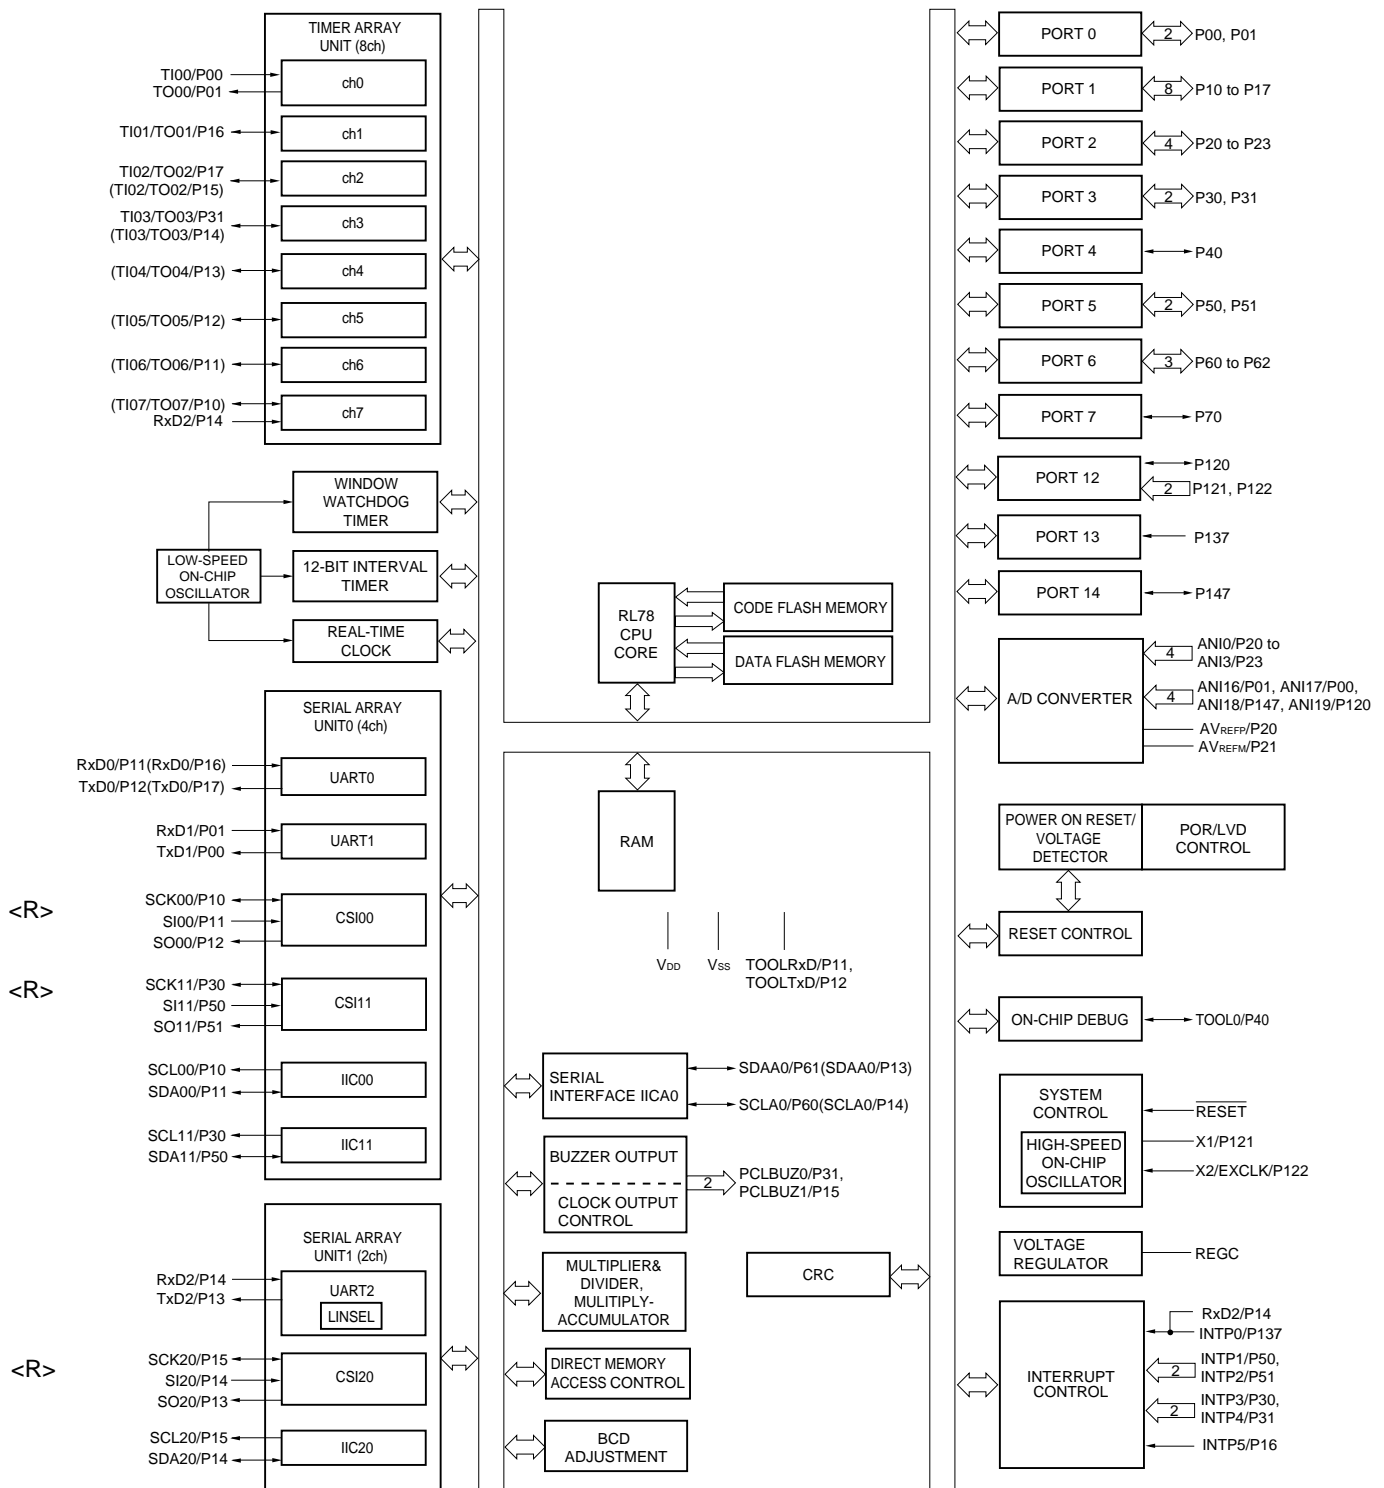 TIMER ARRAY
UNIT (8ch)
TI00/P00
TO00/P01
ch0
TI01/TO01/P16
ch1
TI02/TO02/P17
(TI02/TO02/P15)
ch2
TI03/TO03/P31
(TI03/TO03/P14)
ch3
(TI04/TO04/P13)
ch4
(TI05/TO05/P12)
ch5
(TI06/TO06/P11)
ch6
(TI07/TO07/P10)
RxD2/P14
ch7
WINDOW
WATCHDOG
TIMER
LOW-SPEED
ON-CHIP
OSCILLATOR
12-BIT INTERVAL
TIMER
REAL-TIME
CLOCK
SERIAL ARRAY
UNIT0 (4ch)
RxD0/P11(RxD0/P16)
TxD0/P12(TxD0/P17)
UART0
RxD1/P01
TxD1/P00
UART1
<R>
SCK00/P10
SI00/P11
SO00/P12
CSI00
<R>
SCK11/P30
SI11/P50
SO11/P51
CSI11
SCL00/P10
SDA00/P11
IIC00
SCL11/P30
SDA11/P50
IIC11
SERIAL ARRAY
UNIT1 (2ch)
RxD2/P14
TxD2/P13
UART2
LINSEL
<R>
SCK20/P15
SI20/P14
SO20/P13
CSI20
SCL20/P15
SDA20/P14
IIC20
RL78
CPU
CORE
CODE FLASH MEMORY
DATA FLASH MEMORY
RAM
VDD
VSS
TOOLRxD/P11,
TOOLTxD/P12
SERIAL
INTERFACE IICA0
SDAA0/P61(SDAA0/P13)
SCLA0/P60(SCLA0/P14)
BUZZER OUTPUT
CLOCK OUTPUT
CONTROL
2
PCLBUZ0/P31,
PCLBUZ1/P15
MULTIPLIER&
DIVIDER,
MULITIPLY-
ACCUMULATOR
CRC
DIRECT MEMORY
ACCESS CONTROL
BCD
ADJUSTMENT
PORT 0
2
P00, P01
PORT 1
8
P10 to P17
PORT 2
4
P20 to P23
PORT 3
2
P30, P31
PORT 4
P40
PORT 5
2
P50, P51
PORT 6
3
P60 to P62
PORT 7
P70
PORT 12
P120
2
P121, P122
PORT 13
P137
PORT 14
P147
A/D CONVERTER
4
ANI0/P20 to
ANI3/P23
4
ANI16/P01, ANI17/P00,
ANI18/P147, ANI19/P120
AVREFP/P20
AVREFM/P21
POWER ON RESET/
VOLTAGE
DETECTOR
POR/LVD
CONTROL
RESET CONTROL
ON-CHIP DEBUG
TOOL0/P40
SYSTEM
CONTROL
HIGH-SPEED
ON-CHIP
OSCILLATOR
RESET
X1/P121
X2/EXCLK/P122
VOLTAGE
REGULATOR
REGC
INTERRUPT
CONTROL
RxD2/P14
INTP0/P137
2
INTP1/P50,
INTP2/P51
2
INTP3/P30,
INTP4/P31
INTP5/P16